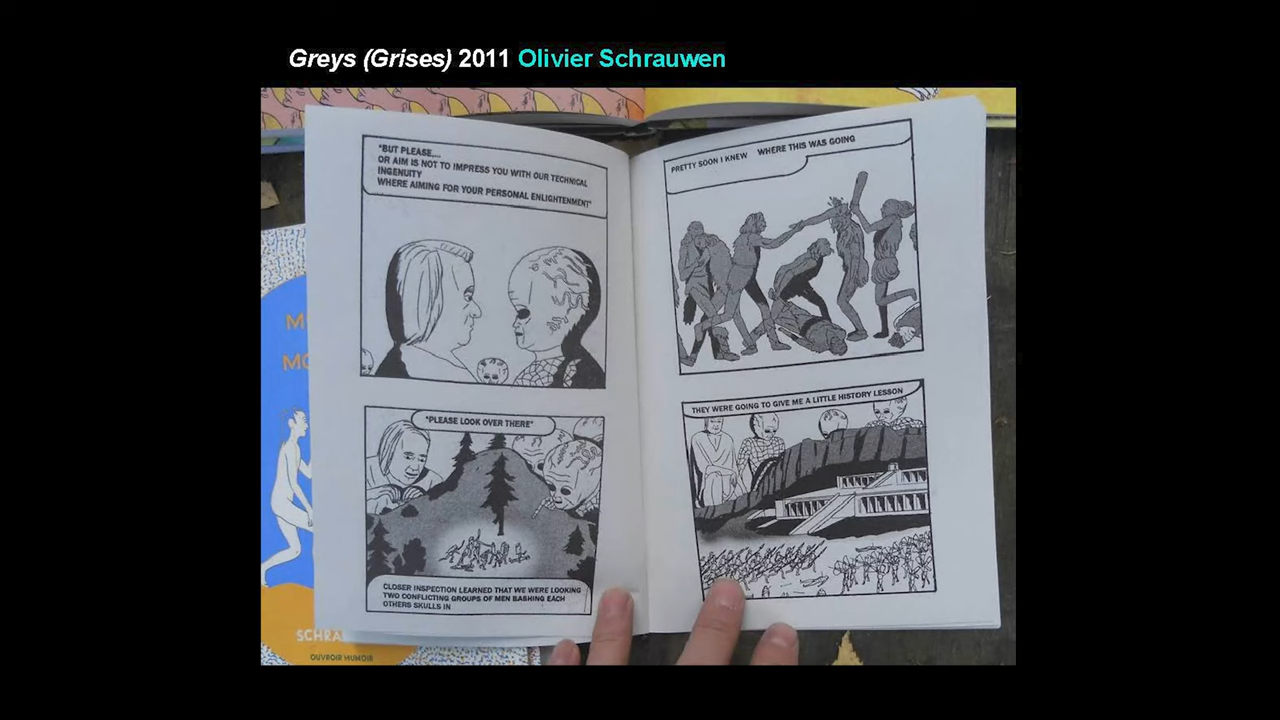 Greys (Grises) 2011 Olivier Schrauwen
"BUT PLEASE....
OR AIM IS NOT TO IMPRESS YOU WITH OUR TECHNICAL
INGENUITY
WHERE AIMING FOR YOUR PERSONAL ENLIGHTENMENT"
"PLEASE LOOK OVER THERE"
CLOSER INSPECTION LEARNED THAT WE WERE LOOKING
TWO CONFLICTING GROUPS OF MEN BASHING EACH
OTHERS SKULLS IN
PRETTY SOON I KNEW WHERE THIS WAS GOING
THEY WERE GOING TO GIVE ME A LITTLE HISTORY LESSON
M
MO
SCHRA
OUVROIR HUMOIR